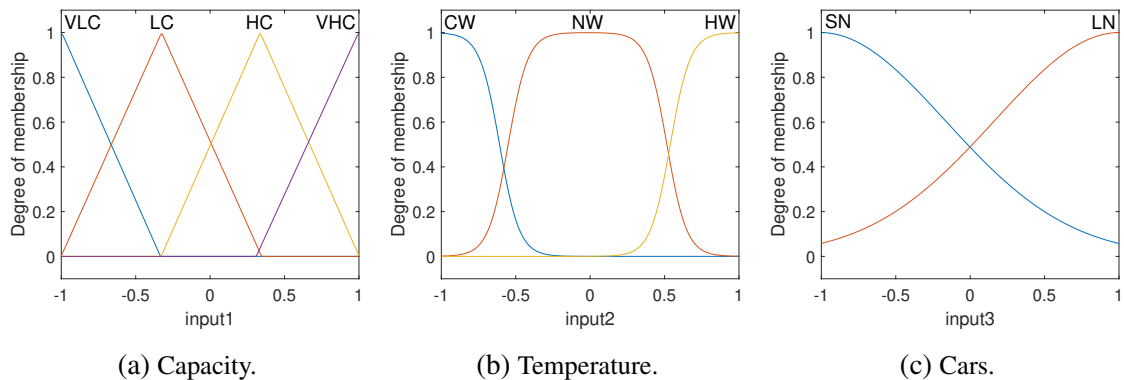 VLC LC HC VHC
1
0.8
0.6
0.4
0.2
0
Degree of membership
-1 -0.5 0 0.5 1
input1
(a) Capacity.
CW NW HW
1
0.8
0.6
0.4
0.2
0
Degree of membership
-1 -0.5 0 0.5 1
input2
(b) Temperature.
SN LN
1
0.8
0.6
0.4
0.2
0
Degree of membership
-1 -0.5 0 0.5 1
input3
(c) Cars.